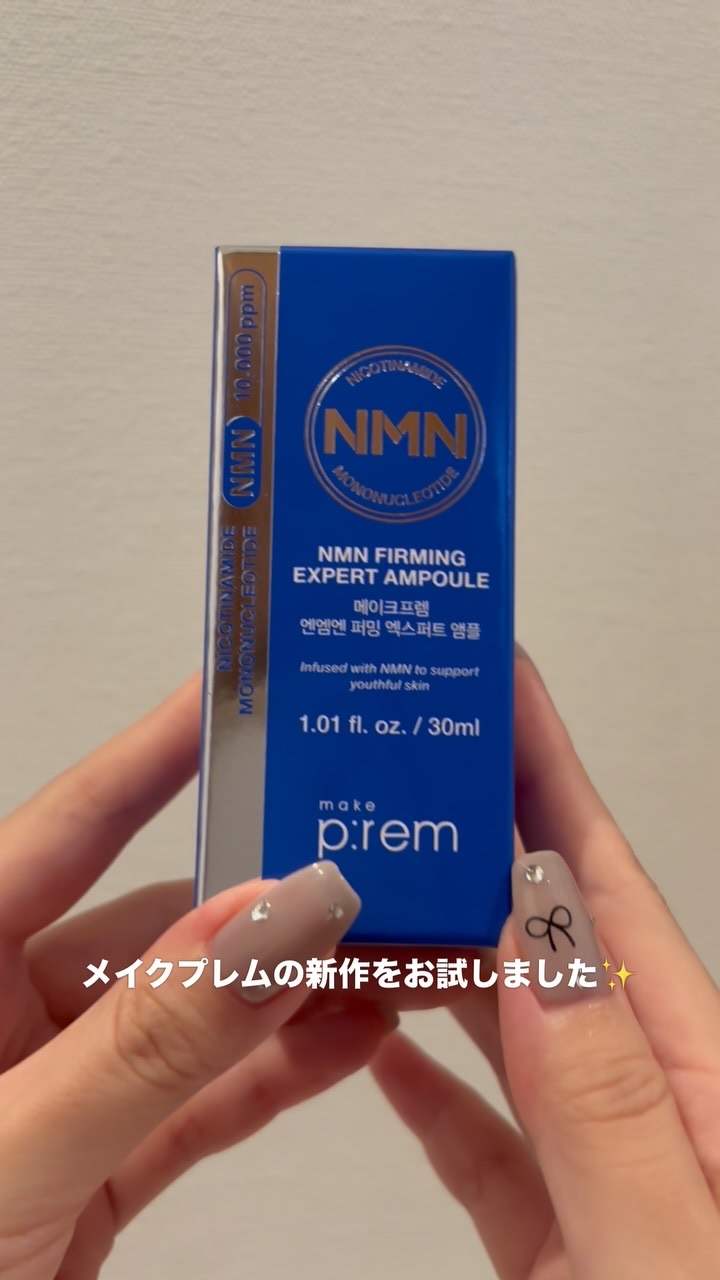 NICOTINAMIDE
MONONUCLEOTIDE
NMN
10.000 ppm
NICOTINAMIDE
NMN
MONONUCLEOTIDE
NMN FIRMING
EXPERT AMPOULE
메이크프렘
엔엠엔 퍼밍 엑스퍼트 앰플
Infused with NMN to support
youthful skin
1.01 fl. oz. / 30ml
make
p:rem
メイクプレムの新作をお試しました✨